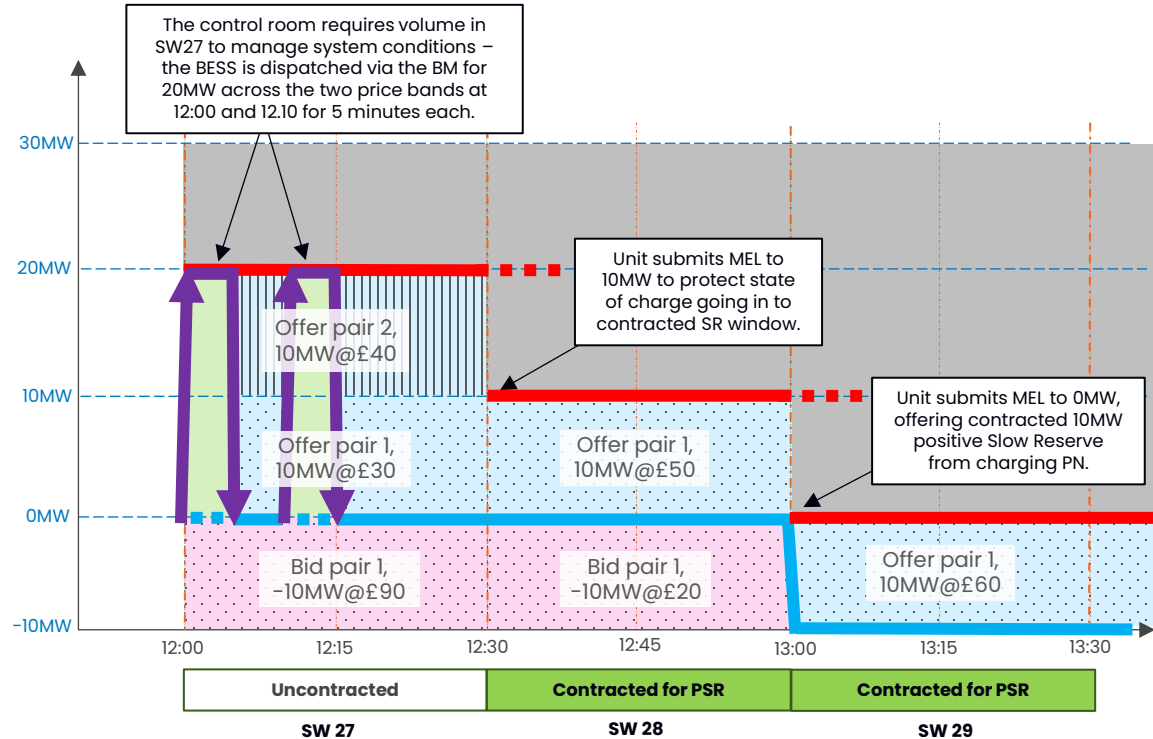 The control room requires volume in
SW27 to manage system conditions –
the BESS is dispatched via the BM for
20MW across the two price bands at
12:00 and 12.10 for 5 minutes each.
30MW
20MW
Unit submits MEL to
10MW to protect state
of charge going in to
contracted SR window.
Offer pair 2,
10MW@£40
10MW
Unit submits MEL to 0MW,
offering contracted 10MW
positive Slow Reserve
from charging PN.
Offer pair 1,
10MW@£30
Offer pair 1,
10MW@£50
0MW
Bid pair 1,
-10MW@£90
Bid pair 1,
-10MW@£20
Offer pair 1,
10MW@£60
-10MW
12:00 12:15 12:30 12:45 13:00 13:15 13:30
Uncontracted Contracted for PSR Contracted for PSR
SW 27 SW 28 SW 29